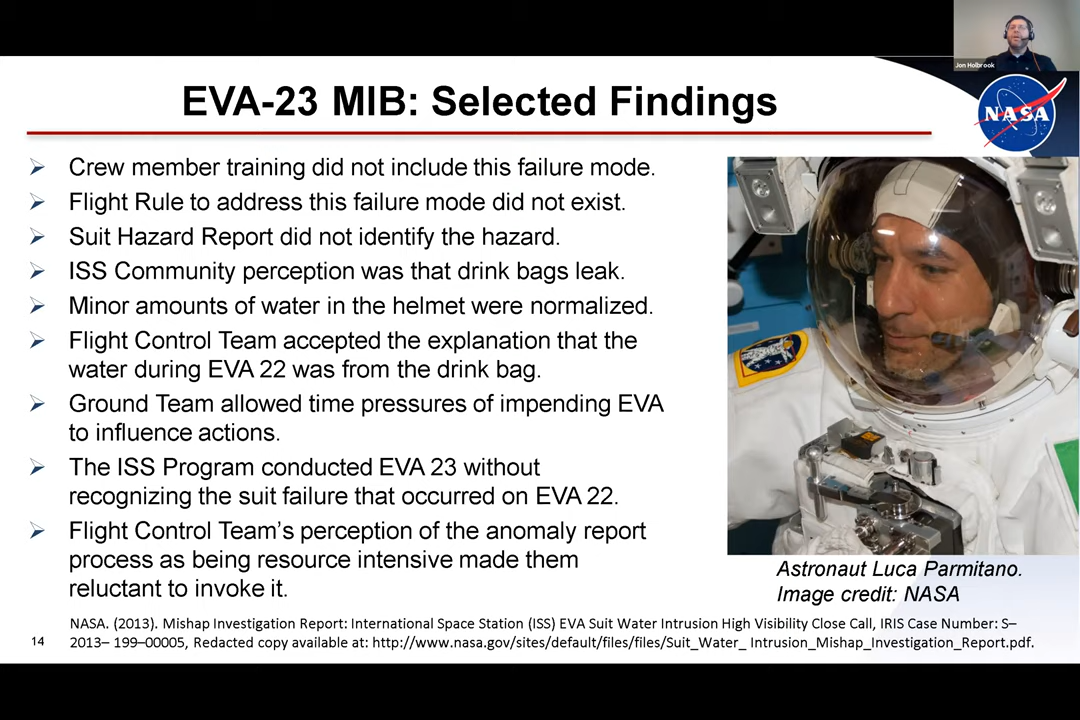 Jon Holbrook
EVA-23 MIB: Selected Findings
NASA
Crew member training did not include this failure mode.
Flight Rule to address this failure mode did not exist.
Suit Hazard Report did not identify the hazard.
ISS Community perception was that drink bags leak.
Minor amounts of water in the helmet were normalized.
Flight Control Team accepted the explanation that the
water during EVA 22 was from the drink bag.
Ground Team allowed time pressures of impending EVA
to influence actions.
The ISS Program conducted EVA 23 without
recognizing the suit failure that occurred on EVA 22.
Flight Control Team’s perception of the anomaly report
process as being resource intensive made them
reluctant to invoke it.
Astronaut Luca Parmitano.
Image credit: NASA
NASA. (2013). Mishap Investigation Report: International Space Station (ISS) EVA Suit Water Intrusion High Visibility Close Call, IRIS Case Number: S–
2013– 199–00005, Redacted copy available at: http://www.nasa.gov/sites/default/files/files/Suit_Water_ Intrusion_Mishap_Investigation_Report.pdf.
14